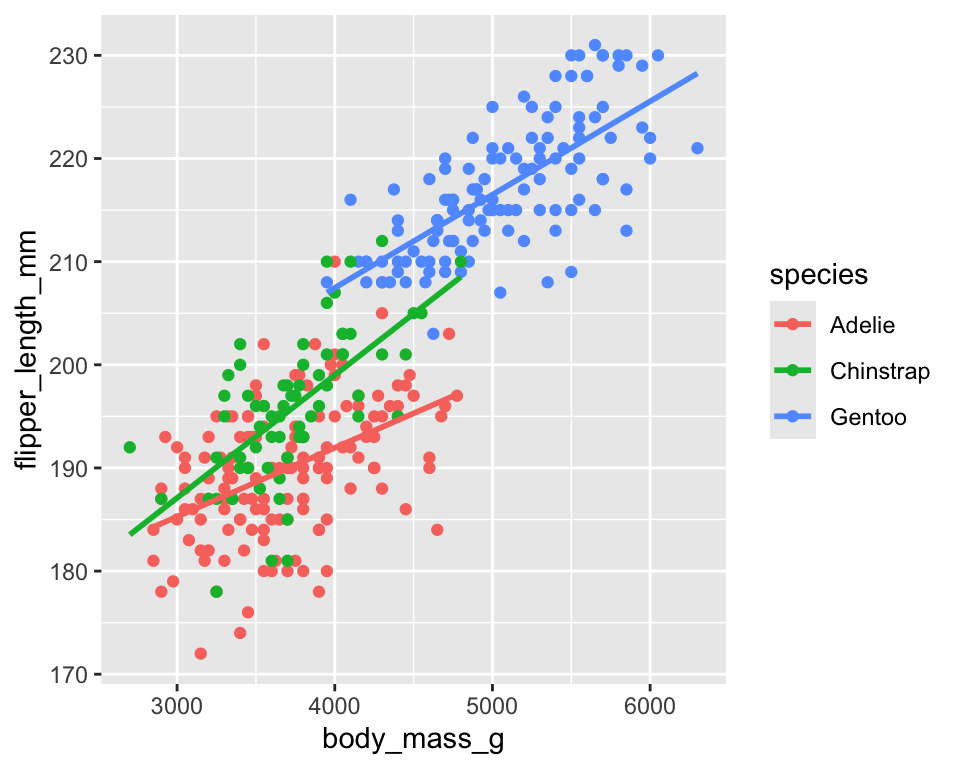 230
220
210
200
190
180
170
flipper_length_mm
3000 4000 5000 6000
body_mass_g
species
Adelie
Chinstrap
Gentoo